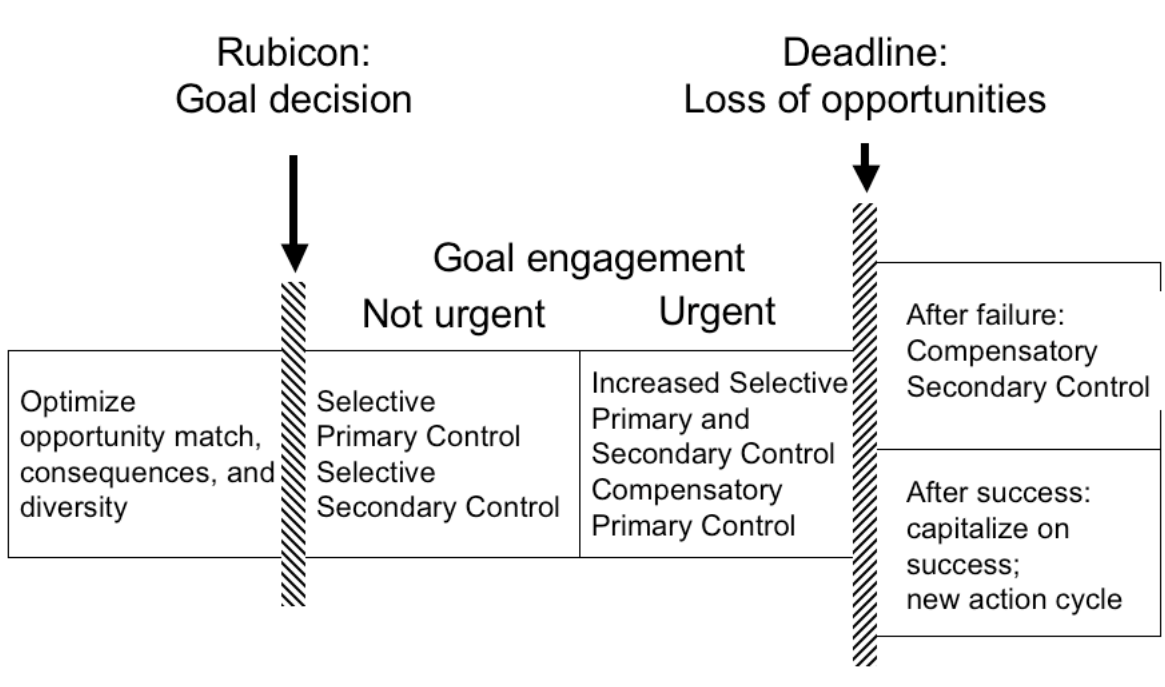 Rubicon:
Goal decision
Deadline:
Loss of opportunities
Goal engagement
Not urgent
Urgent
Optimize
opportunity match,
consequences, and
diversity
Selective
Primary Control
Selective
Secondary Control
Increased Selective
Primary and
Secondary Control
Compensatory
Primary Control
After failure:
Compensatory
Secondary Control
After success:
capitalize on
success;
new action cycle